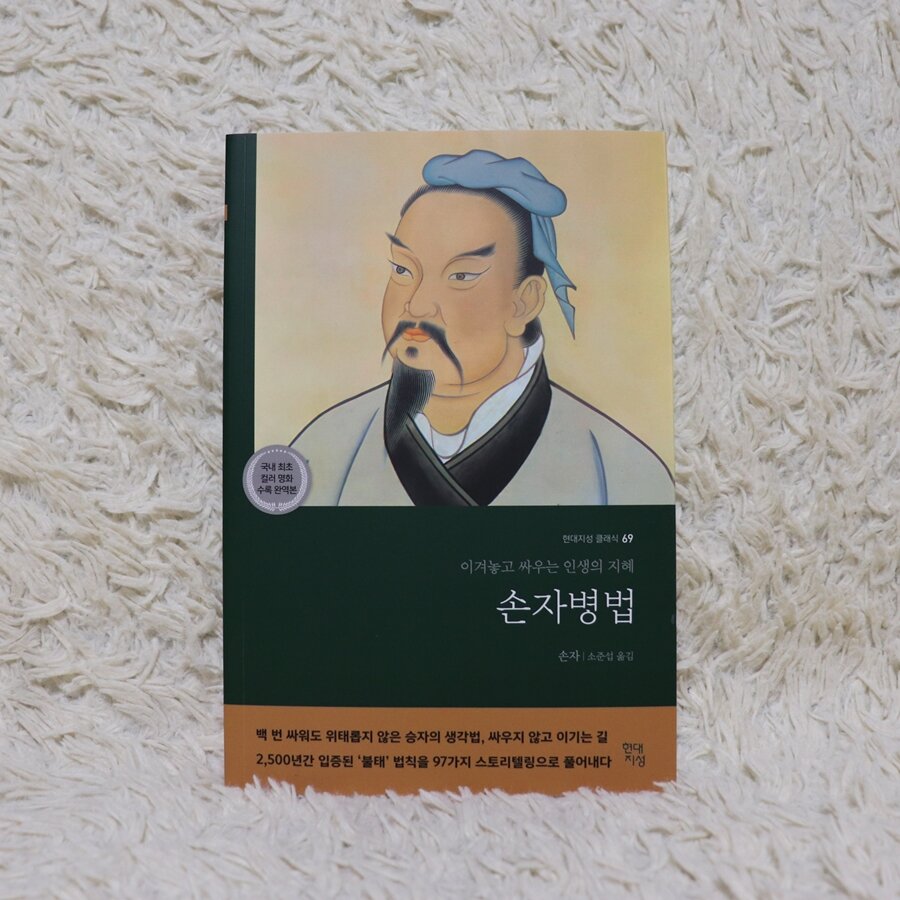 국내 최초
컬러 명화
수록 완역본
현대지성 클래식 69
이겨놓고 싸우는 인생의 지혜
손자병법
손자 | 소준섭 옮김
백 번 싸워도 위태롭지 않은 승자의 생각법, 싸우지 않고 이기는 길
2,500년간 입증된 ‘불태’ 법칙을 97가지 스토리텔링으로 풀어내다
현대
지성